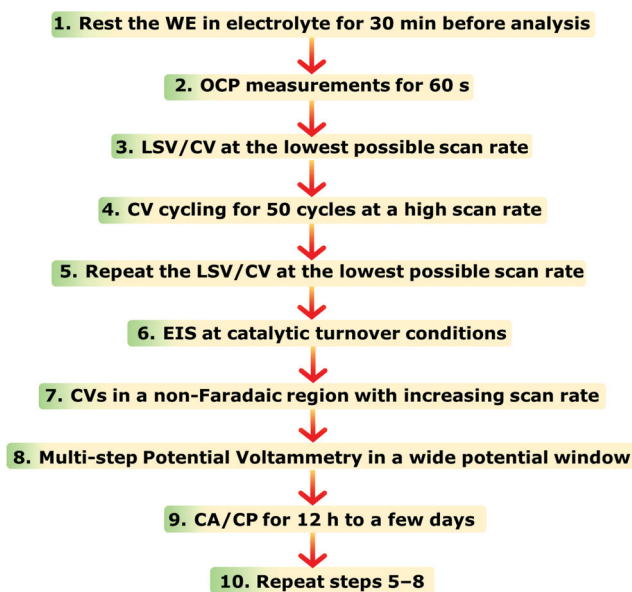 1. Rest the WE in electrolyte for 30 min before analysis
2. OCP measurements for 60 s
3. LSV/CV at the lowest possible scan rate
4. CV cycling for 50 cycles at a high scan rate
5. Repeat the LSV/CV at the lowest possible scan rate
6. EIS at catalytic turnover conditions
7. CVs in a non-Faradaic region with increasing scan rate
8. Multi-step Potential Voltammetry in a wide potential window
9. CA/CP for 12 h to a few days
10. Repeat steps 5–8